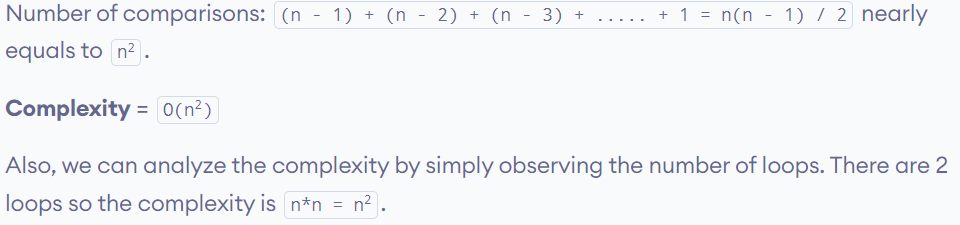 Number of comparisons: (n - 1) + (n - 2) + (n - 3) + ..... + 1 = n(n - 1) / 2 nearly
equals to n².
Complexity = O(n²)
Also, we can analyze the complexity by simply observing the number of loops. There are 2
loops so the complexity is n*n = n².